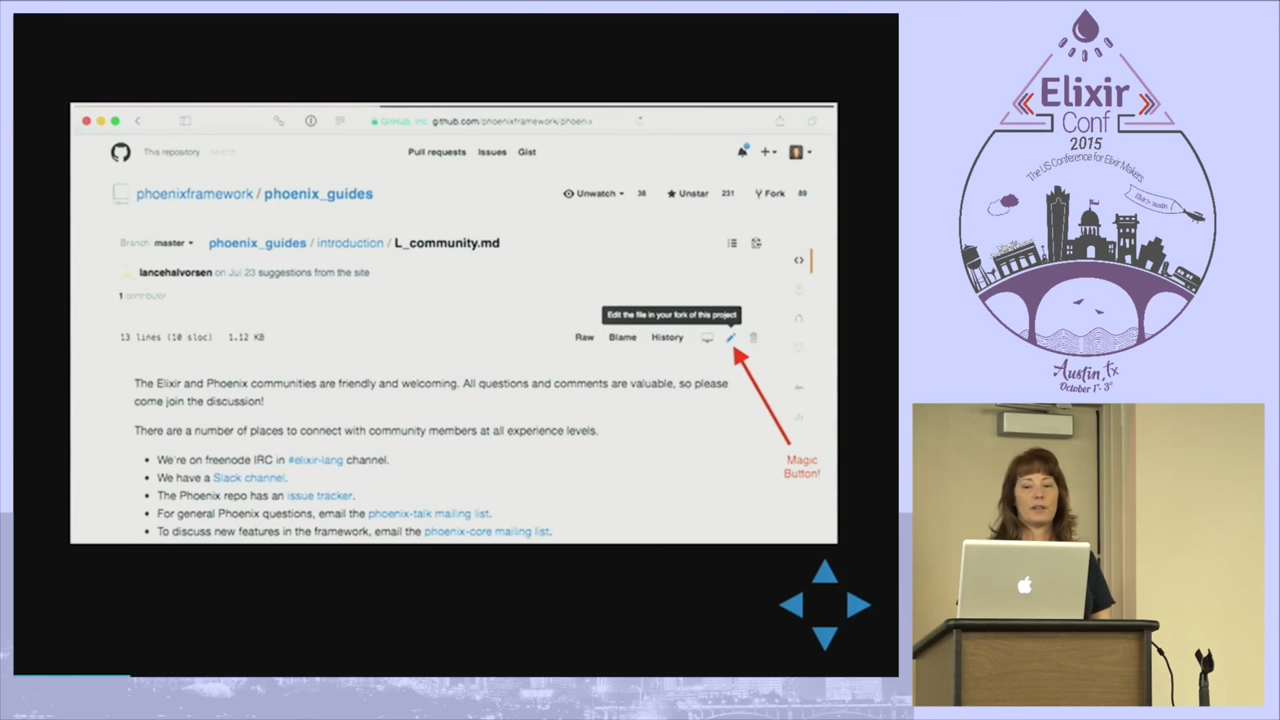 GitHub, Inc. github.com/phoenixframework/phoenix
This repository Search
Pull requests Issues Gist
phoenixframework / phoenix_guides
Unwatch 38 Unstar 231 Fork 89
Branch: master phoenix_guides / introduction / L_community.md
lancehalvorsen on Jul 23 suggestions from the site
1 contributor
Edit the file in your fork of this project
13 lines (10 sloc) 1.12 KB
Raw Blame History
The Elixir and Phoenix communities are friendly and welcoming. All questions and comments are valuable, so please
come join the discussion!
There are a number of places to connect with community members at all experience levels.
We're on freenode IRC in #elixir-lang channel.
We have a Slack channel.
The Phoenix repo has an issue tracker.
For general Phoenix questions, email the phoenix-talk mailing list.
To discuss new features in the framework, email the phoenix-core mailing list.
Magic
Button!
Elixir
Conf
2015
The US Conference for Elixir Makers
Elixir in Austin
Austin, Tx
October 1st - 3rd